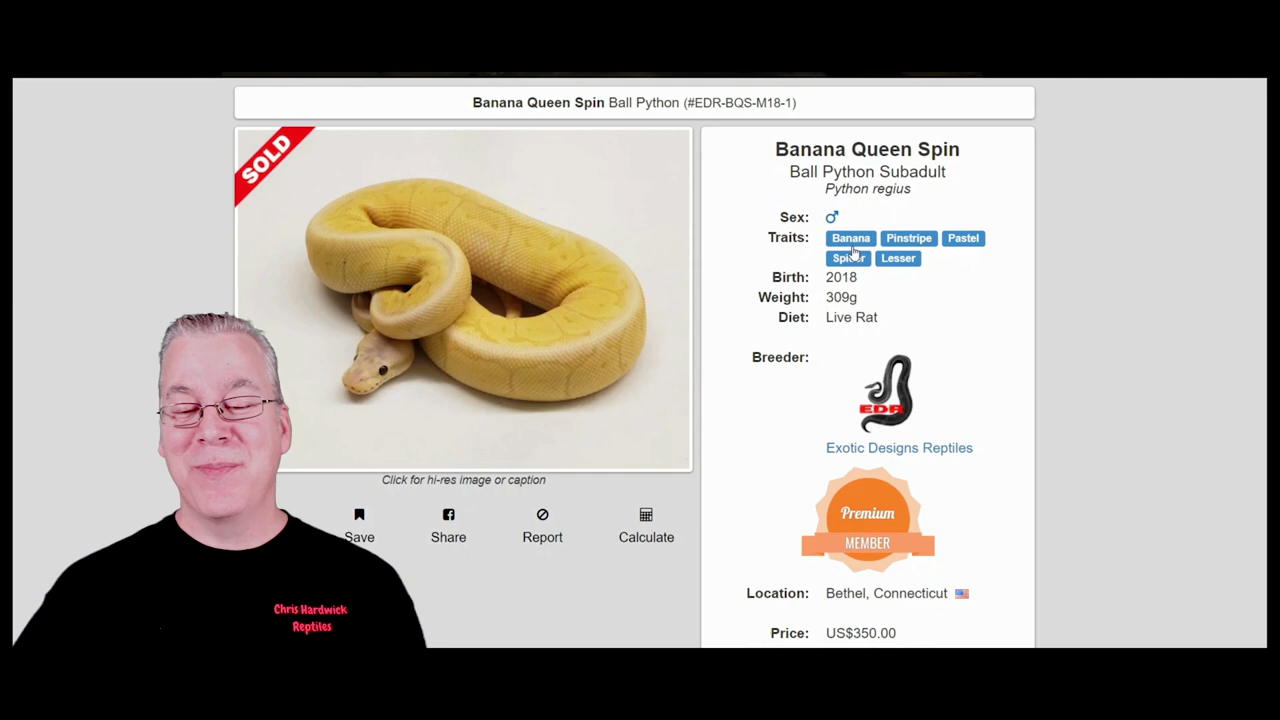 Banana Queen Spin Ball Python (#EDR-BQS-M18-1)
SOLD
Banana Queen Spin
Ball Python Subadult
Python regius
Sex:
Traits: Banana Pinstripe Pastel
Spider Lesser
Birth: 2018
Weight: 309g
Diet: Live Rat
Breeder:
EDR
Exotic Designs Reptiles
Premium
MEMBER
Location: Bethel, Connecticut
Price: US$350.00
Click for hi-res image or caption
Save Share Report Calculate
Chris Hardwick
Reptiles